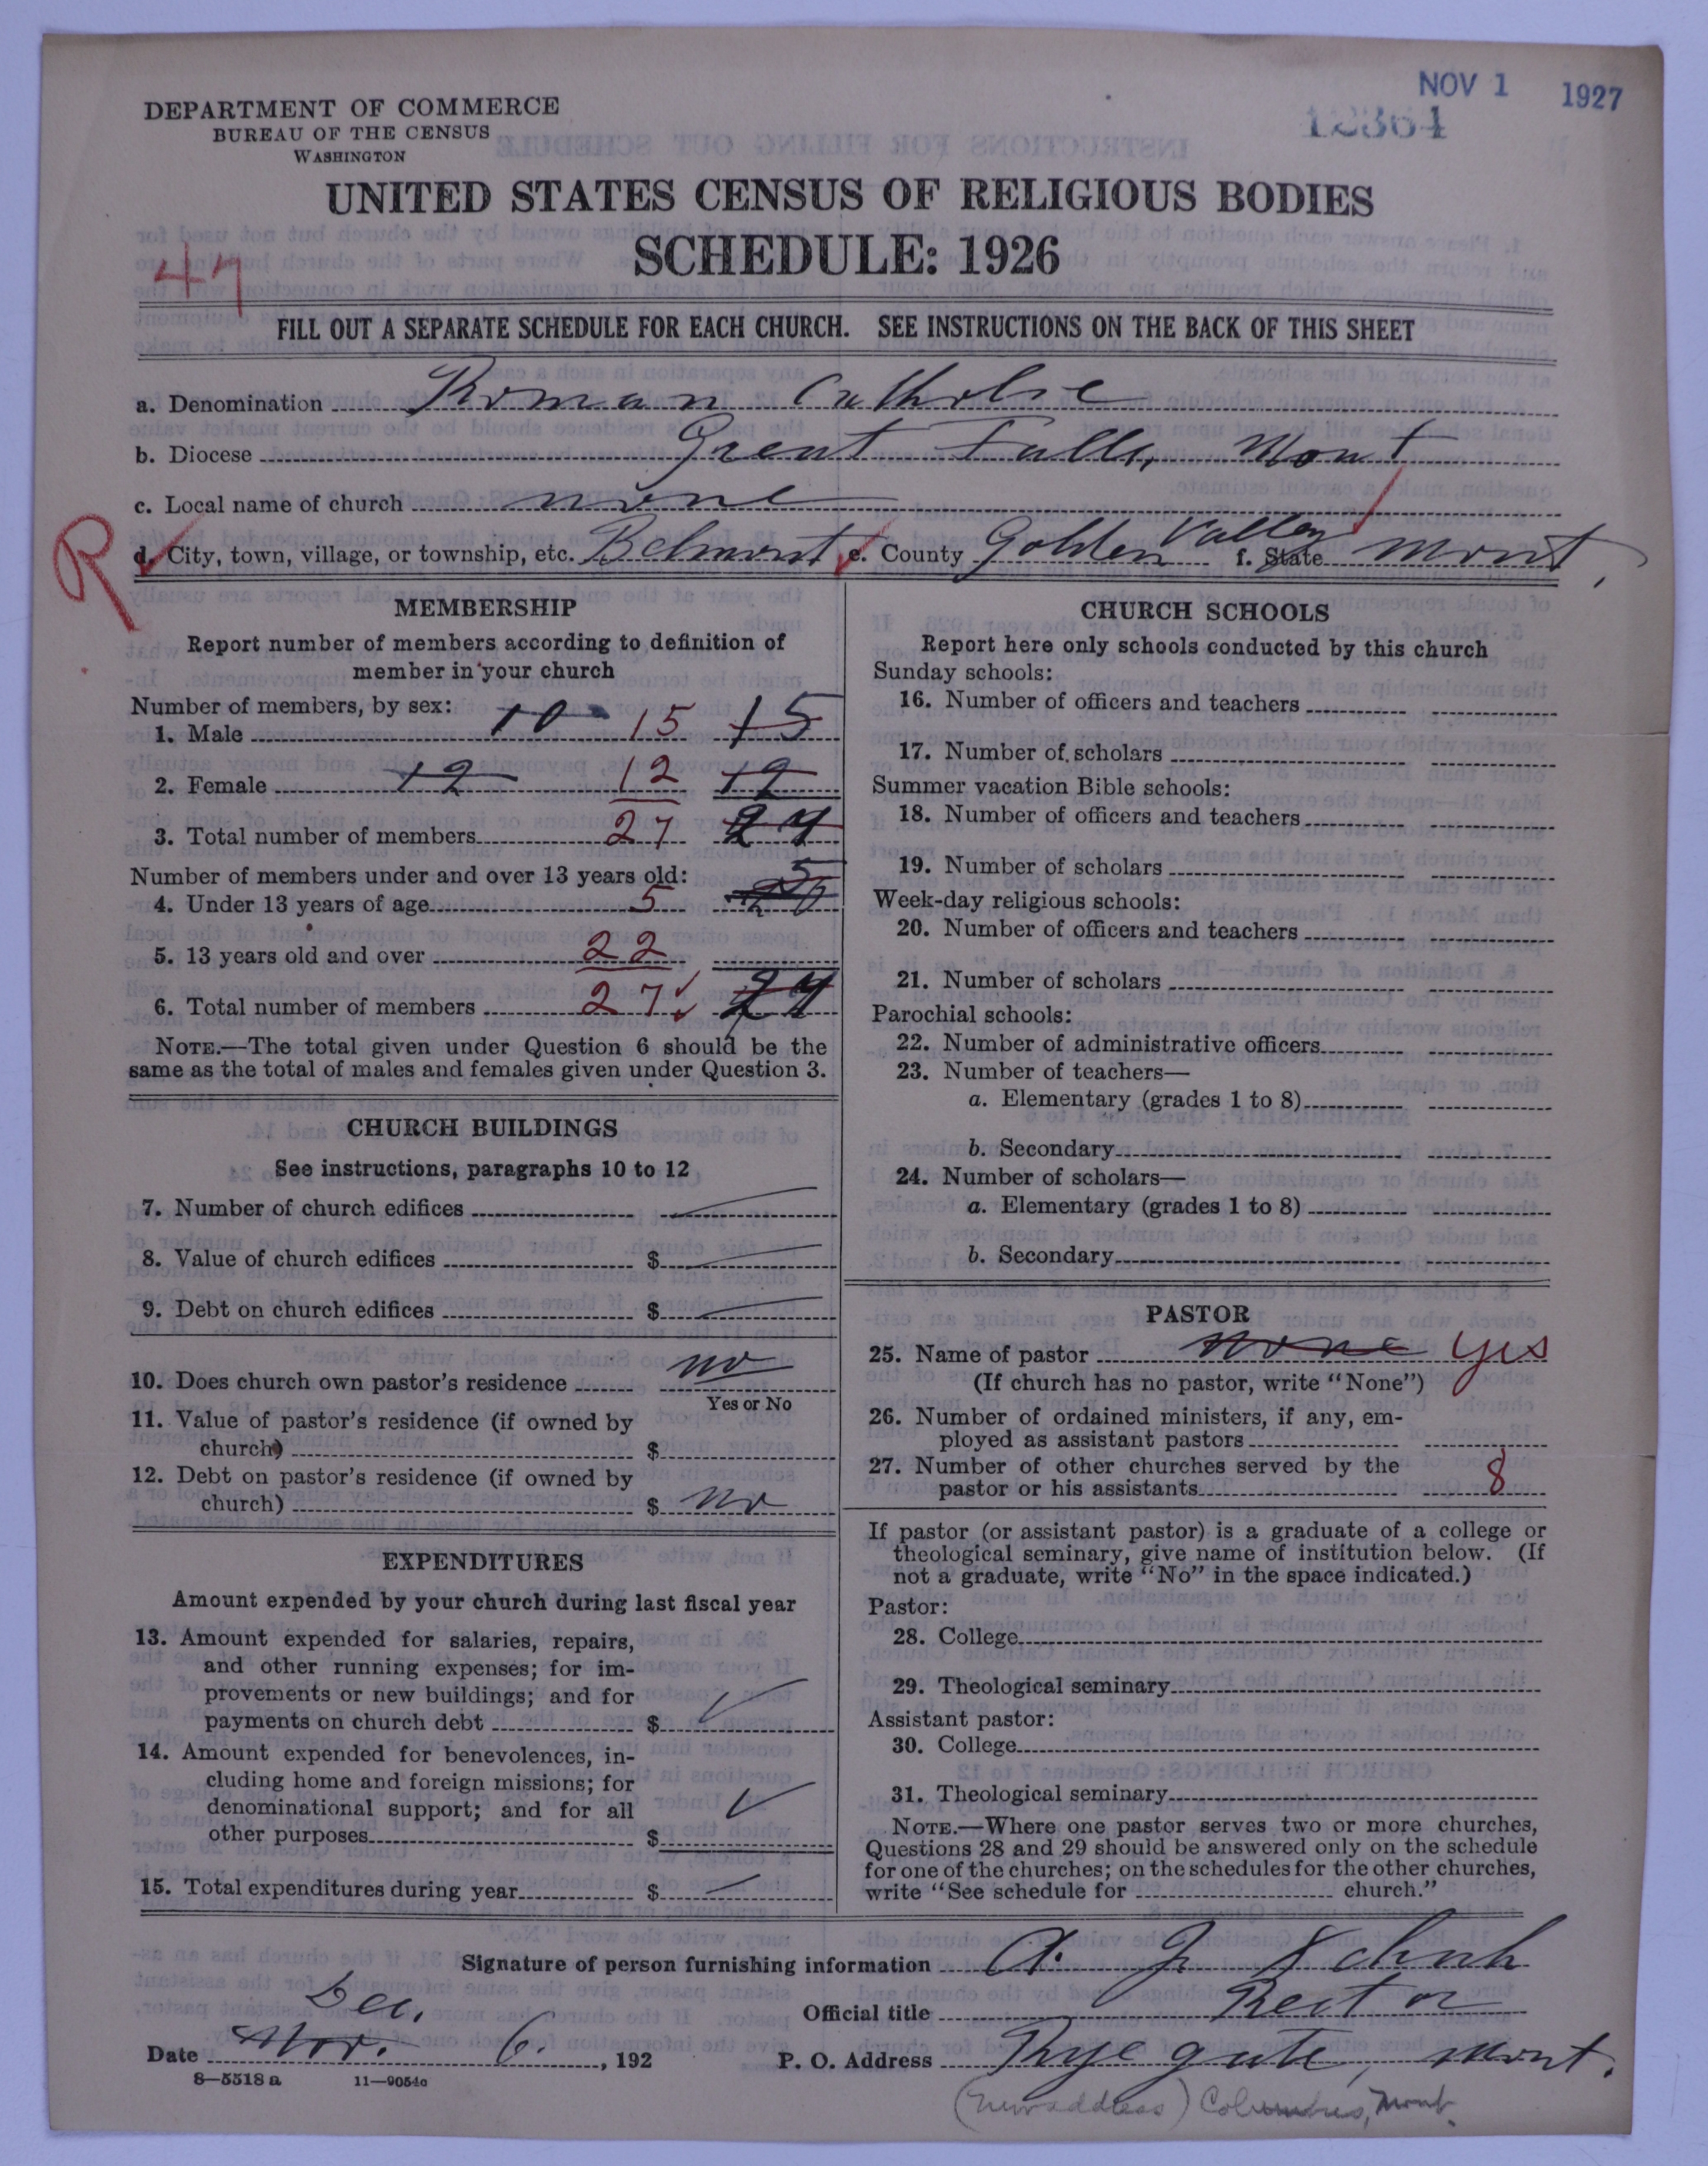 NOV 1 1927
12364
DEPARTMENT OF COMMERCE
BUREAU OF THE CENSUS
WASHINGTON
UNITED STATES CENSUS OF RELIGIOUS BODIES
SCHEDULE: 1926
47
FILL OUT A SEPARATE SCHEDULE FOR EACH CHURCH. SEE INSTRUCTIONS ON THE BACK OF THIS SHEET
a. Denomination Roman Catholic
b. Diocese Great Falls, Mont
c. Local name of church none
R
d. City, town, village, or township, etc. Belmont e. County Golden Valley f. State Mont.
MEMBERSHIP
Report number of members according to definition of
member in your church
Number of members, by sex:
1. Male 10 15 15
2. Female 12 12 12
3. Total number of members 27
Number of members under and over 13 years old:
4. Under 13 years of age 5 5
5. 13 years old and over 22
6. Total number of members 27
NOTE.—The total given under Question 6 should be the
same as the total of males and females given under Question 3.
CHURCH BUILDINGS
See instructions, paragraphs 10 to 12
7. Number of church edifices
8. Value of church edifices $
9. Debt on church edifices $
10. Does church own pastor's residence no
Yes or No
11. Value of pastor's residence (if owned by
church) $
12. Debt on pastor's residence (if owned by
church) $ no
EXPENDITURES
Amount expended by your church during last fiscal year
13. Amount expended for salaries, repairs,
and other running expenses; for im-
provements or new buildings; and for
payments on church debt $
14. Amount expended for benevolences, in-
cluding home and foreign missions; for
denominational support; and for all
other purposes $
15. Total expenditures during year $
CHURCH SCHOOLS
Report here only schools conducted by this church
Sunday schools:
16. Number of officers and teachers
17. Number of scholars
Summer vacation Bible schools:
18. Number of officers and teachers
19. Number of scholars
Week-day religious schools:
20. Number of officers and teachers
21. Number of scholars
Parochial schools:
22. Number of administrative officers
23. Number of teachers—
a. Elementary (grades 1 to 8)
b. Secondary
24. Number of scholars—
a. Elementary (grades 1 to 8)
b. Secondary
PASTOR
25. Name of pastor none yes
(If church has no pastor, write "None")
26. Number of ordained ministers, if any, em-
ployed as assistant pastors
27. Number of other churches served by the
pastor or his assistants 8
If pastor (or assistant pastor) is a graduate of a college or
theological seminary, give name of institution below. (If
not a graduate, write "No" in the space indicated.)
Pastor:
28. College
29. Theological seminary
Assistant pastor:
30. College
31. Theological seminary
NOTE.—Where one pastor serves two or more churches,
Questions 28 and 29 should be answered only on the schedule
for one of the churches; on the schedules for the other churches,
write "See schedule for church."
Signature of person furnishing information A. J. Schuh
Official title Rector
Dec.
Date Nov. 6. , 192
P. O. Address Ryegate, Mont.
8—5518 a 11—9054c
(New address) Columbus, Mont.